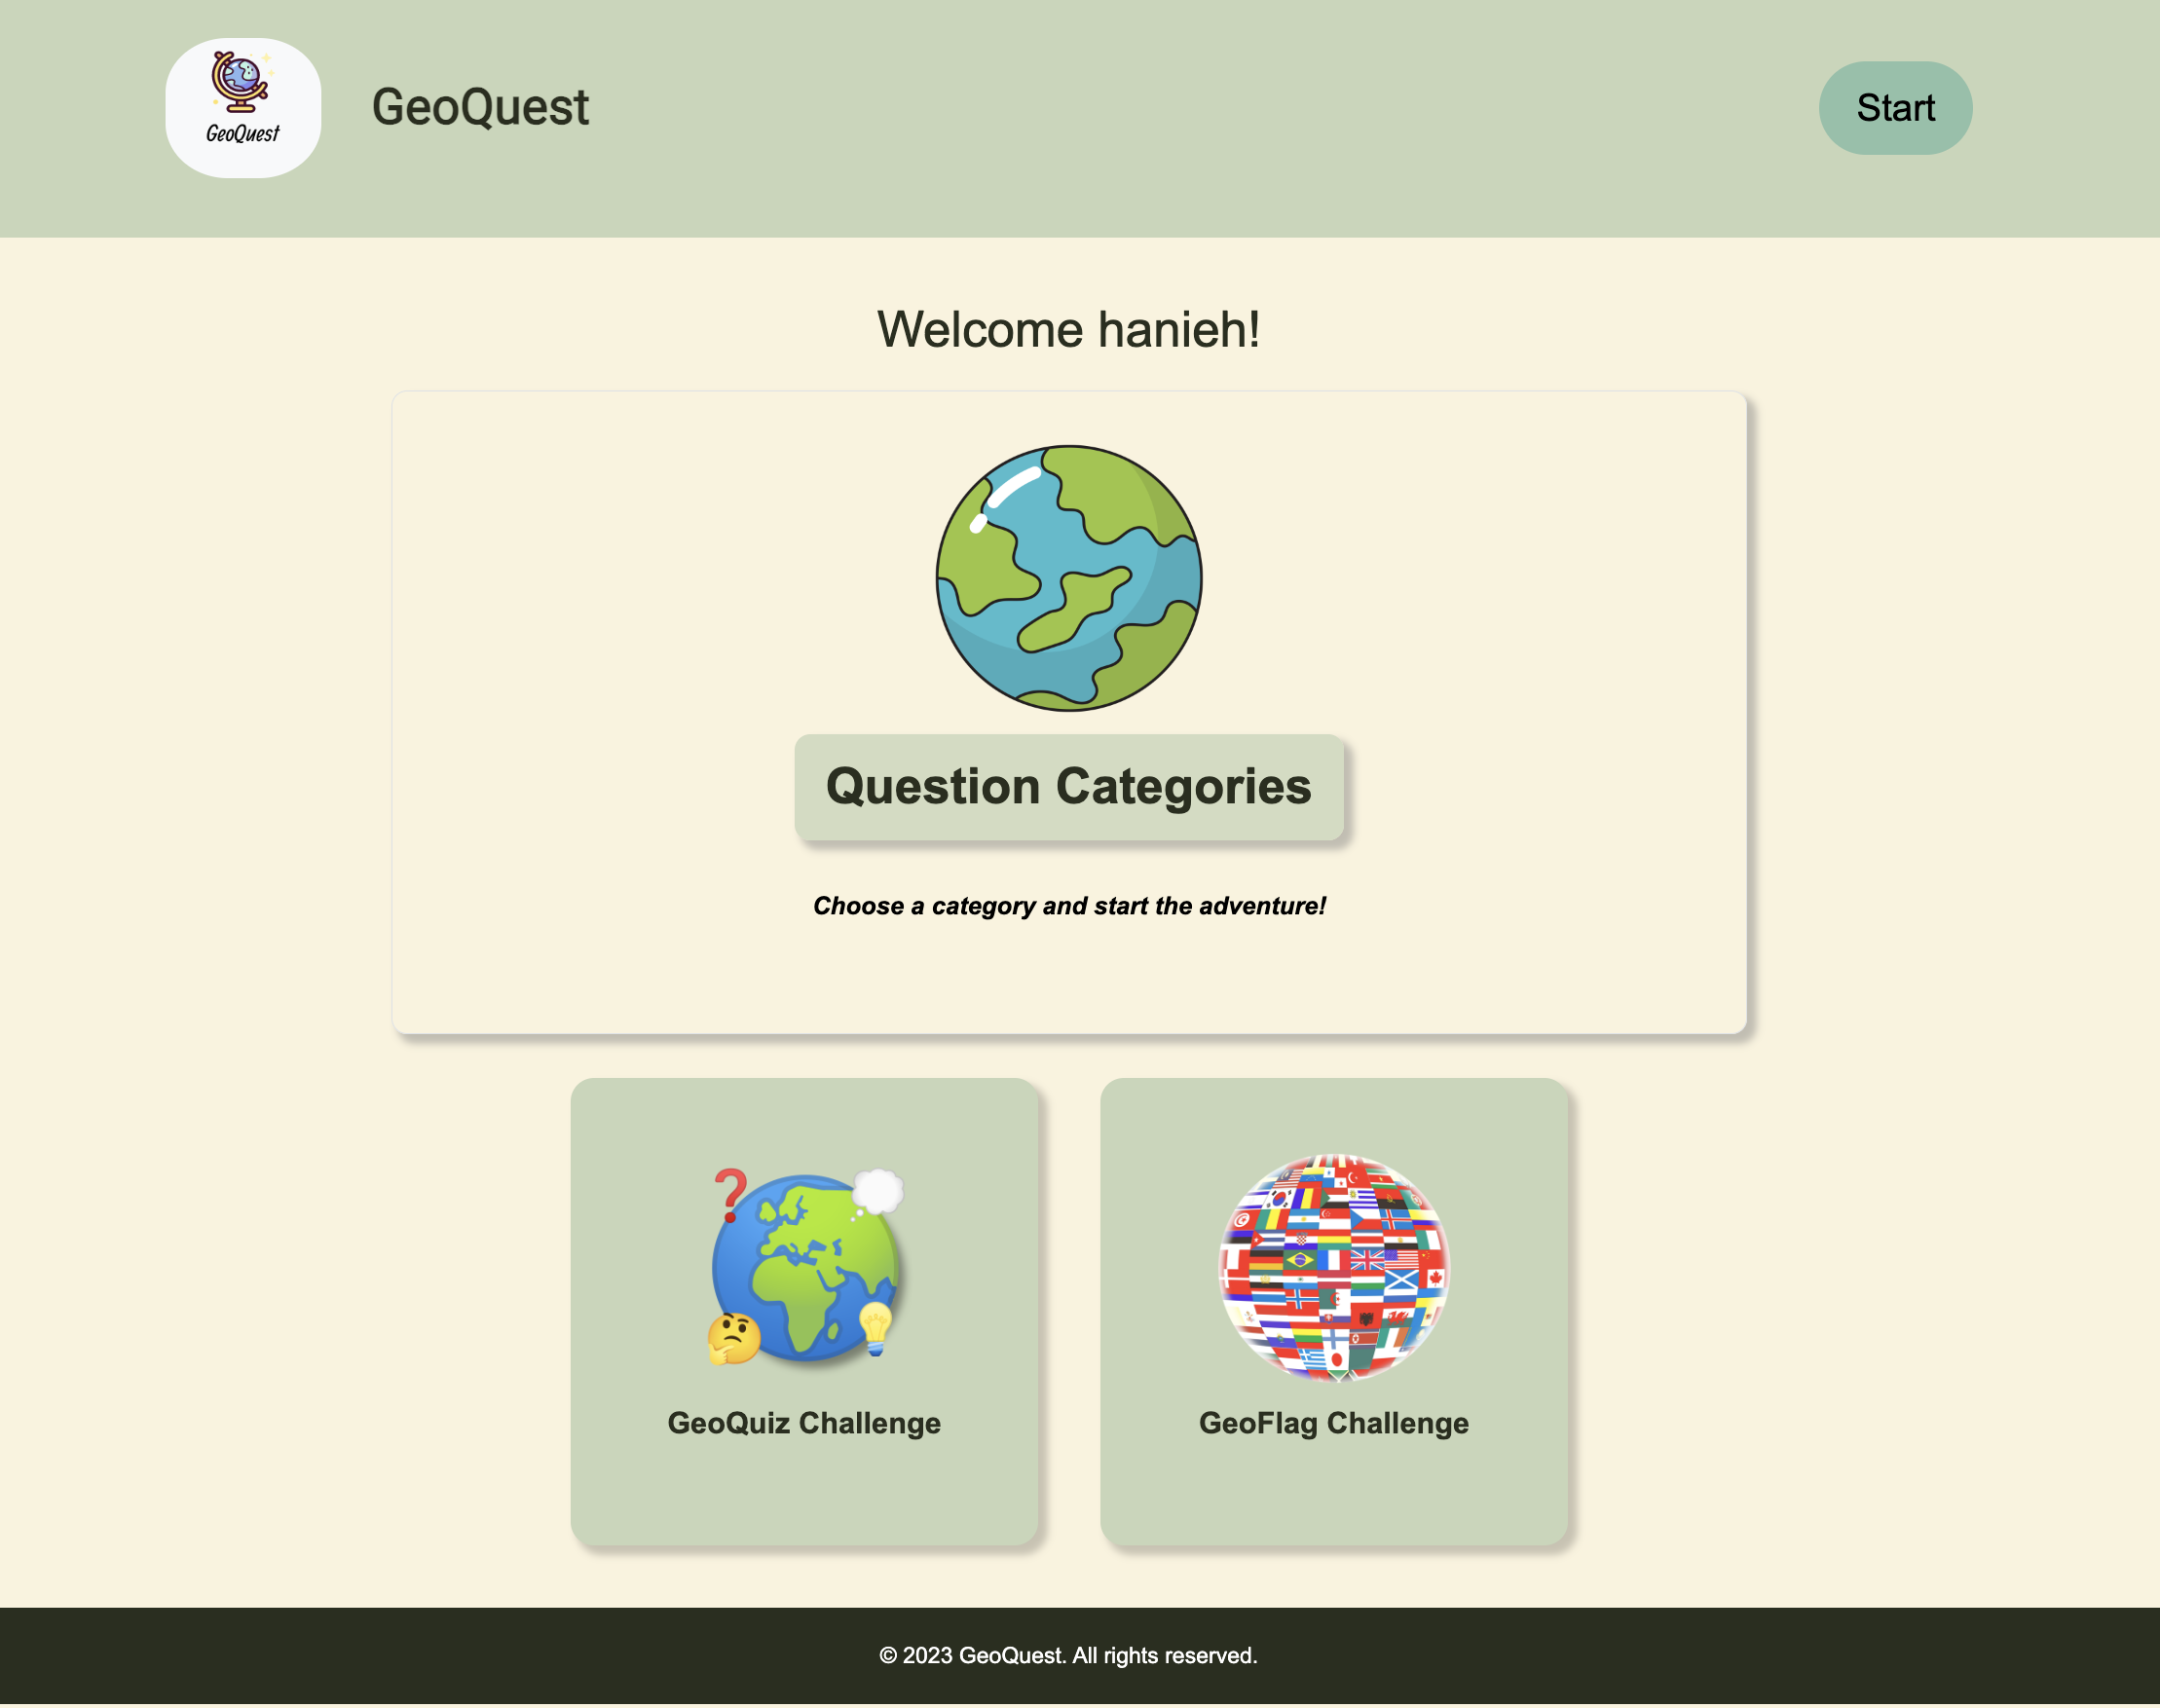 GeoQuest
GeoQuest
Start
Welcome hanieh!
Question Categories
Choose a category and start the adventure!
GeoQuiz Challenge
GeoFlag Challenge
© 2023 GeoQuest. All rights reserved.